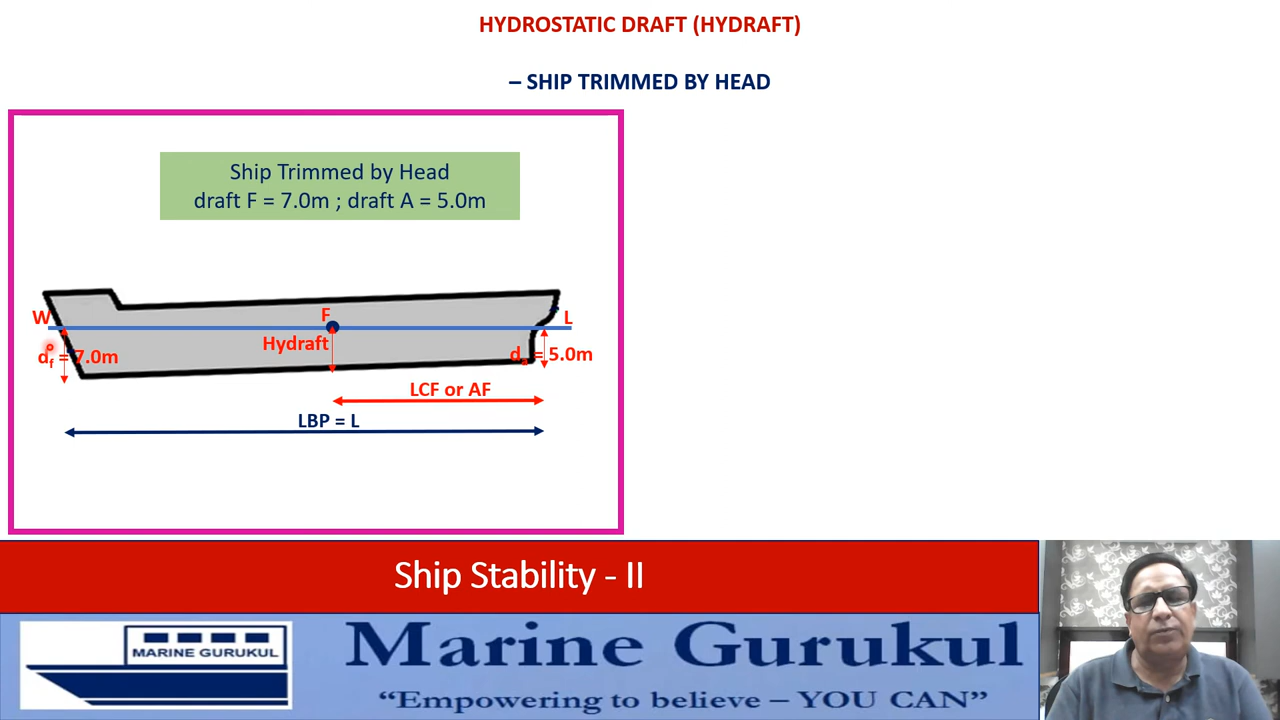 HYDROSTATIC DRAFT (HYDRAFT)
– SHIP TRIMMED BY HEAD
Ship Trimmed by Head
draft F = 7.0m ; draft A = 5.0m
W
F
L
Hydraft
df = 7.0m
da = 5.0m
LCF or AF
LBP = L
Ship Stability - II
MARINE GURUKUL
Marine Gurukul
“Empowering to believe – YOU CAN”